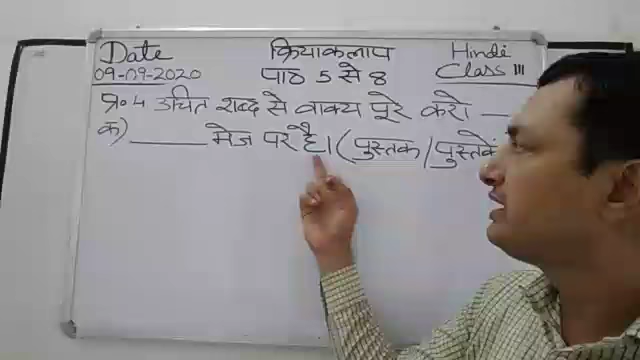 Date
09-09-2020
क्रियाकलाप
पाठ 5 से 8
Hindi
Class III
प्र० 4 उचित शब्द से वाक्य पूरे करो —
क) ______ मेज पर है। (पुस्तक / पुस्तकें